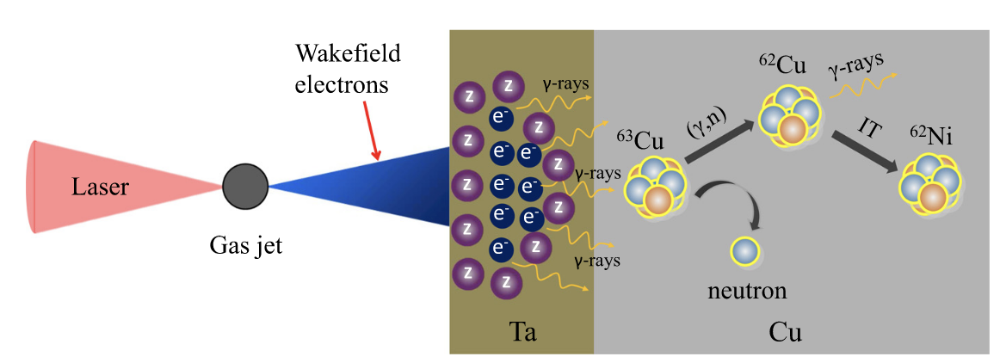 Wakefield
electrons
Laser
Gas jet
Z
Z
Z
Z
Z
Z
Z
Z
Z
Z
Z
e⁻
e⁻
e⁻
e⁻
e⁻
e⁻
e⁻
e⁻
γ-rays
γ-rays
γ-rays
Ta
⁶³Cu
(γ,n)
⁶²Cu
γ-rays
IT
⁶²Ni
neutron
Cu